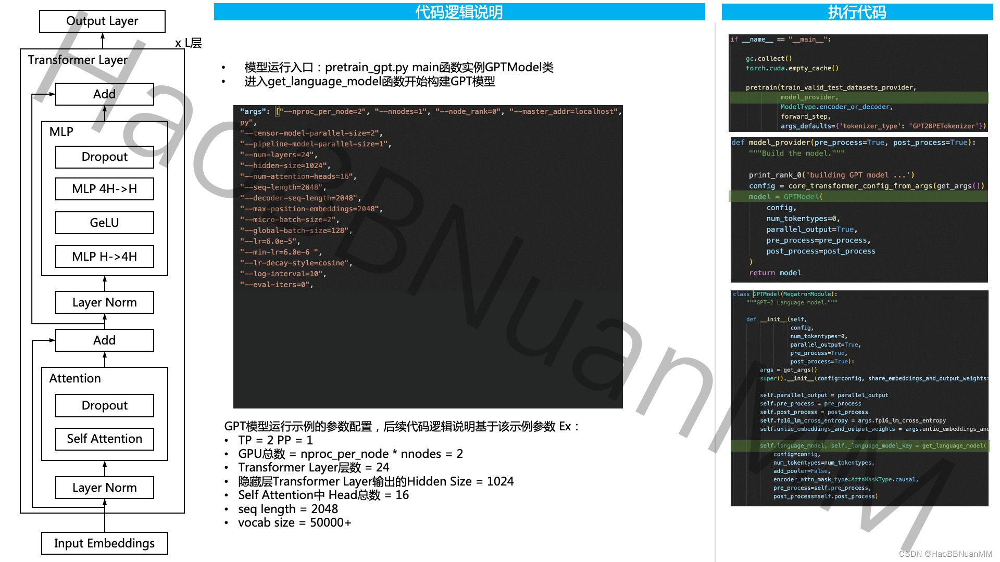 Output Layer
x L层
Transformer Layer
Add
MLP
Dropout
MLP 4H->H
GeLU
MLP H->4H
Layer Norm
Add
Attention
Dropout
Self Attention
Layer Norm
Input Embeddings
代码逻辑说明
• 模型运行入口：pretrain_gpt.py main函数实例GPTModel类
• 进入get_language_model函数开始构建GPT模型
"args": ["--nproc_per_node=2", "--nnodes=1", "--node_rank=0", "--master_addr=localhost",
py",
"--tensor-model-parallel-size=2",
"--pipeline-model-parallel-size=1",
"--num-layers=24",
"--hidden-size=1024",
"--num-attention-heads=16",
"--seq-length=2048",
"--decoder-seq-length=2048",
"--max-position-embeddings=2048",
"--micro-batch-size=2",
"--global-batch-size=128",
"--lr=6.0e-5",
"--min-lr=6.0e-6 ",
"--lr-decay-style=cosine",
"--log-interval=10",
"--eval-iters=0",
GPT模型运行示例的参数配置，后续代码逻辑说明基于该示例参数 Ex：
• TP = 2 PP = 1
• GPU总数 = nproc_per_node * nnodes = 2
• Transformer Layer层数 = 24
• 隐藏层Transformer Layer输出的Hidden Size = 1024
• Self Attention中 Head总数 = 16
• seq length = 2048
• vocab size = 50000+
执行代码
if __name__ == "__main__":
gc.collect()
torch.cuda.empty_cache()
pretrain(train_valid_test_datasets_provider,
model_provider,
ModelType.encoder_or_decoder,
forward_step,
args_defaults={'tokenizer_type': 'GPT2BPETokenizer'})
def model_provider(pre_process=True, post_process=True):
"""Build the model."""
print_rank_0('building GPT model ...')
config = core_transformer_config_from_args(get_args())
model = GPTModel(
config,
num_tokentypes=0,
parallel_output=True,
pre_process=pre_process,
post_process=post_process
)
return model
class GPTModel(MegatronModule):
"""GPT-2 Language model."""
def __init__(self,
config,
num_tokentypes=0,
parallel_output=True,
pre_process=True,
post_process=True):
args = get_args()
super().__init__(config=config, share_embeddings_and_output_weights=
self.parallel_output = parallel_output
self.pre_process = pre_process
self.post_process = post_process
self.fp16_lm_cross_entropy = args.fp16_lm_cross_entropy
self.untie_embeddings_and_output_weights = args.untie_embeddings_and
self.language_model, self._language_model_key = get_language_model(
config=config,
num_tokentypes=num_tokentypes,
add_pooler=False,
encoder_attn_mask_type=AttnMaskType.causal,
pre_process=self.pre_process,
post_process=self.post_process)
HaoBBNuanMM
CSDN @HaoBBNuanMM